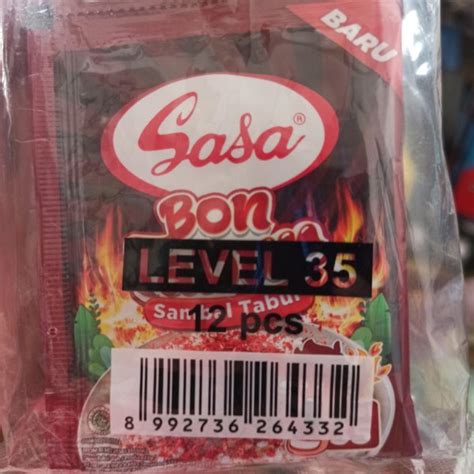 BARU
Sasa®
BON
LEVEL 35
Sambal Tabur
12 pcs
8 992736 264332